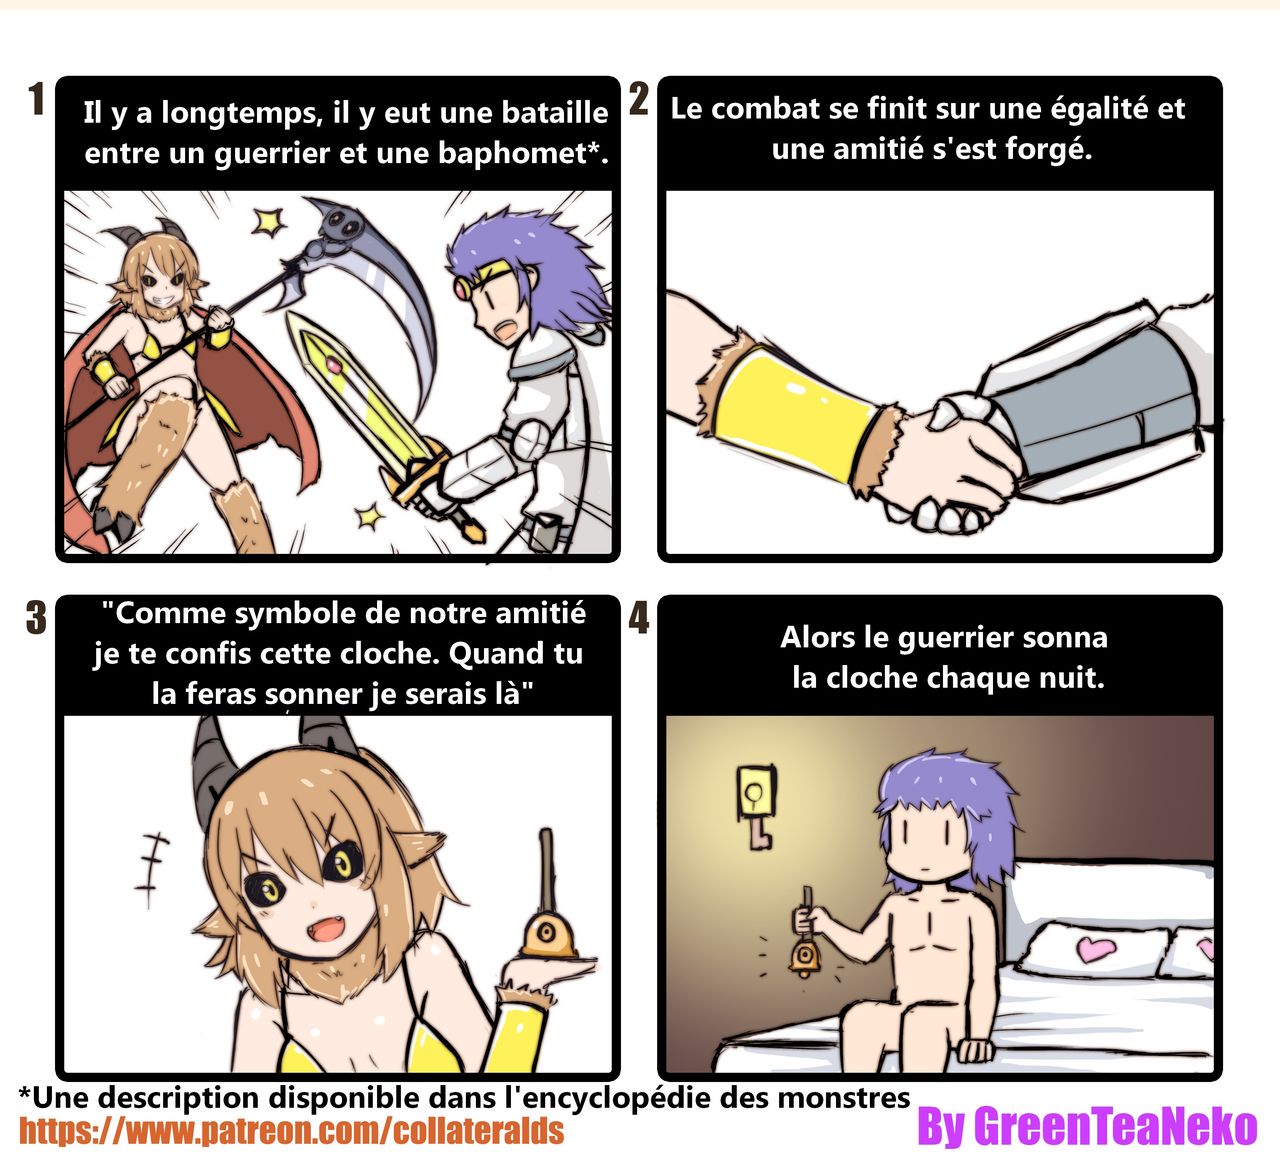 1
Il y a longtemps, il y eut une bataille
entre un guerrier et une baphomet*.
2
Le combat se finit sur une égalité et
une amitié s'est forgé.
3
"Comme symbole de notre amitié
je te confis cette cloche. Quand tu
la feras sonner je serais là"
4
Alors le guerrier sonna
la cloche chaque nuit.
*Une description disponible dans l'encyclopédie des monstres
https://www.patreon.com/collateralds
By GreenTeaNeko